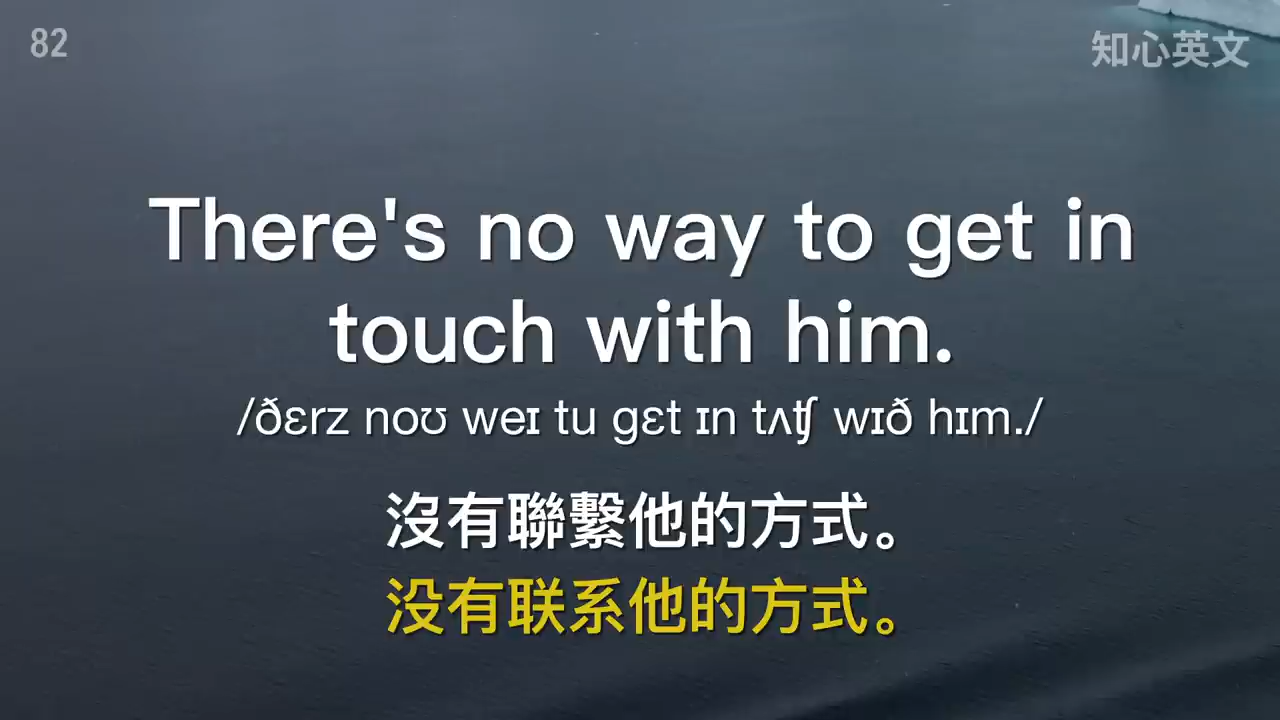 82
知心英文
There's no way to get in
touch with him.
/ðɛrz noʊ weɪ tu gɛt ɪn tʌʧ wɪð hɪm./
沒有聯繫他的方式。
没有联系他的方式。